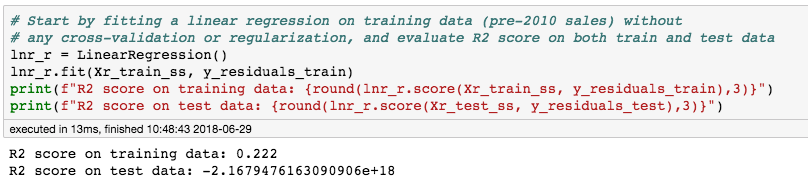 # Start by fitting a linear regression on training data (pre-2010 sales) without
# any cross-validation or regularization, and evaluate R2 score on both train and test data
lnr_r = LinearRegression()
lnr_r.fit(Xr_train_ss, y_residuals_train)
print(f"R2 score on training data: {round(lnr_r.score(Xr_train_ss, y_residuals_train),3)}")
print(f"R2 score on test data: {round(lnr_r.score(Xr_test_ss, y_residuals_test),3)}")
executed in 13ms, finished 10:48:43 2018-06-29
R2 score on training data: 0.222
R2 score on test data: -2.1679476163090906e+18